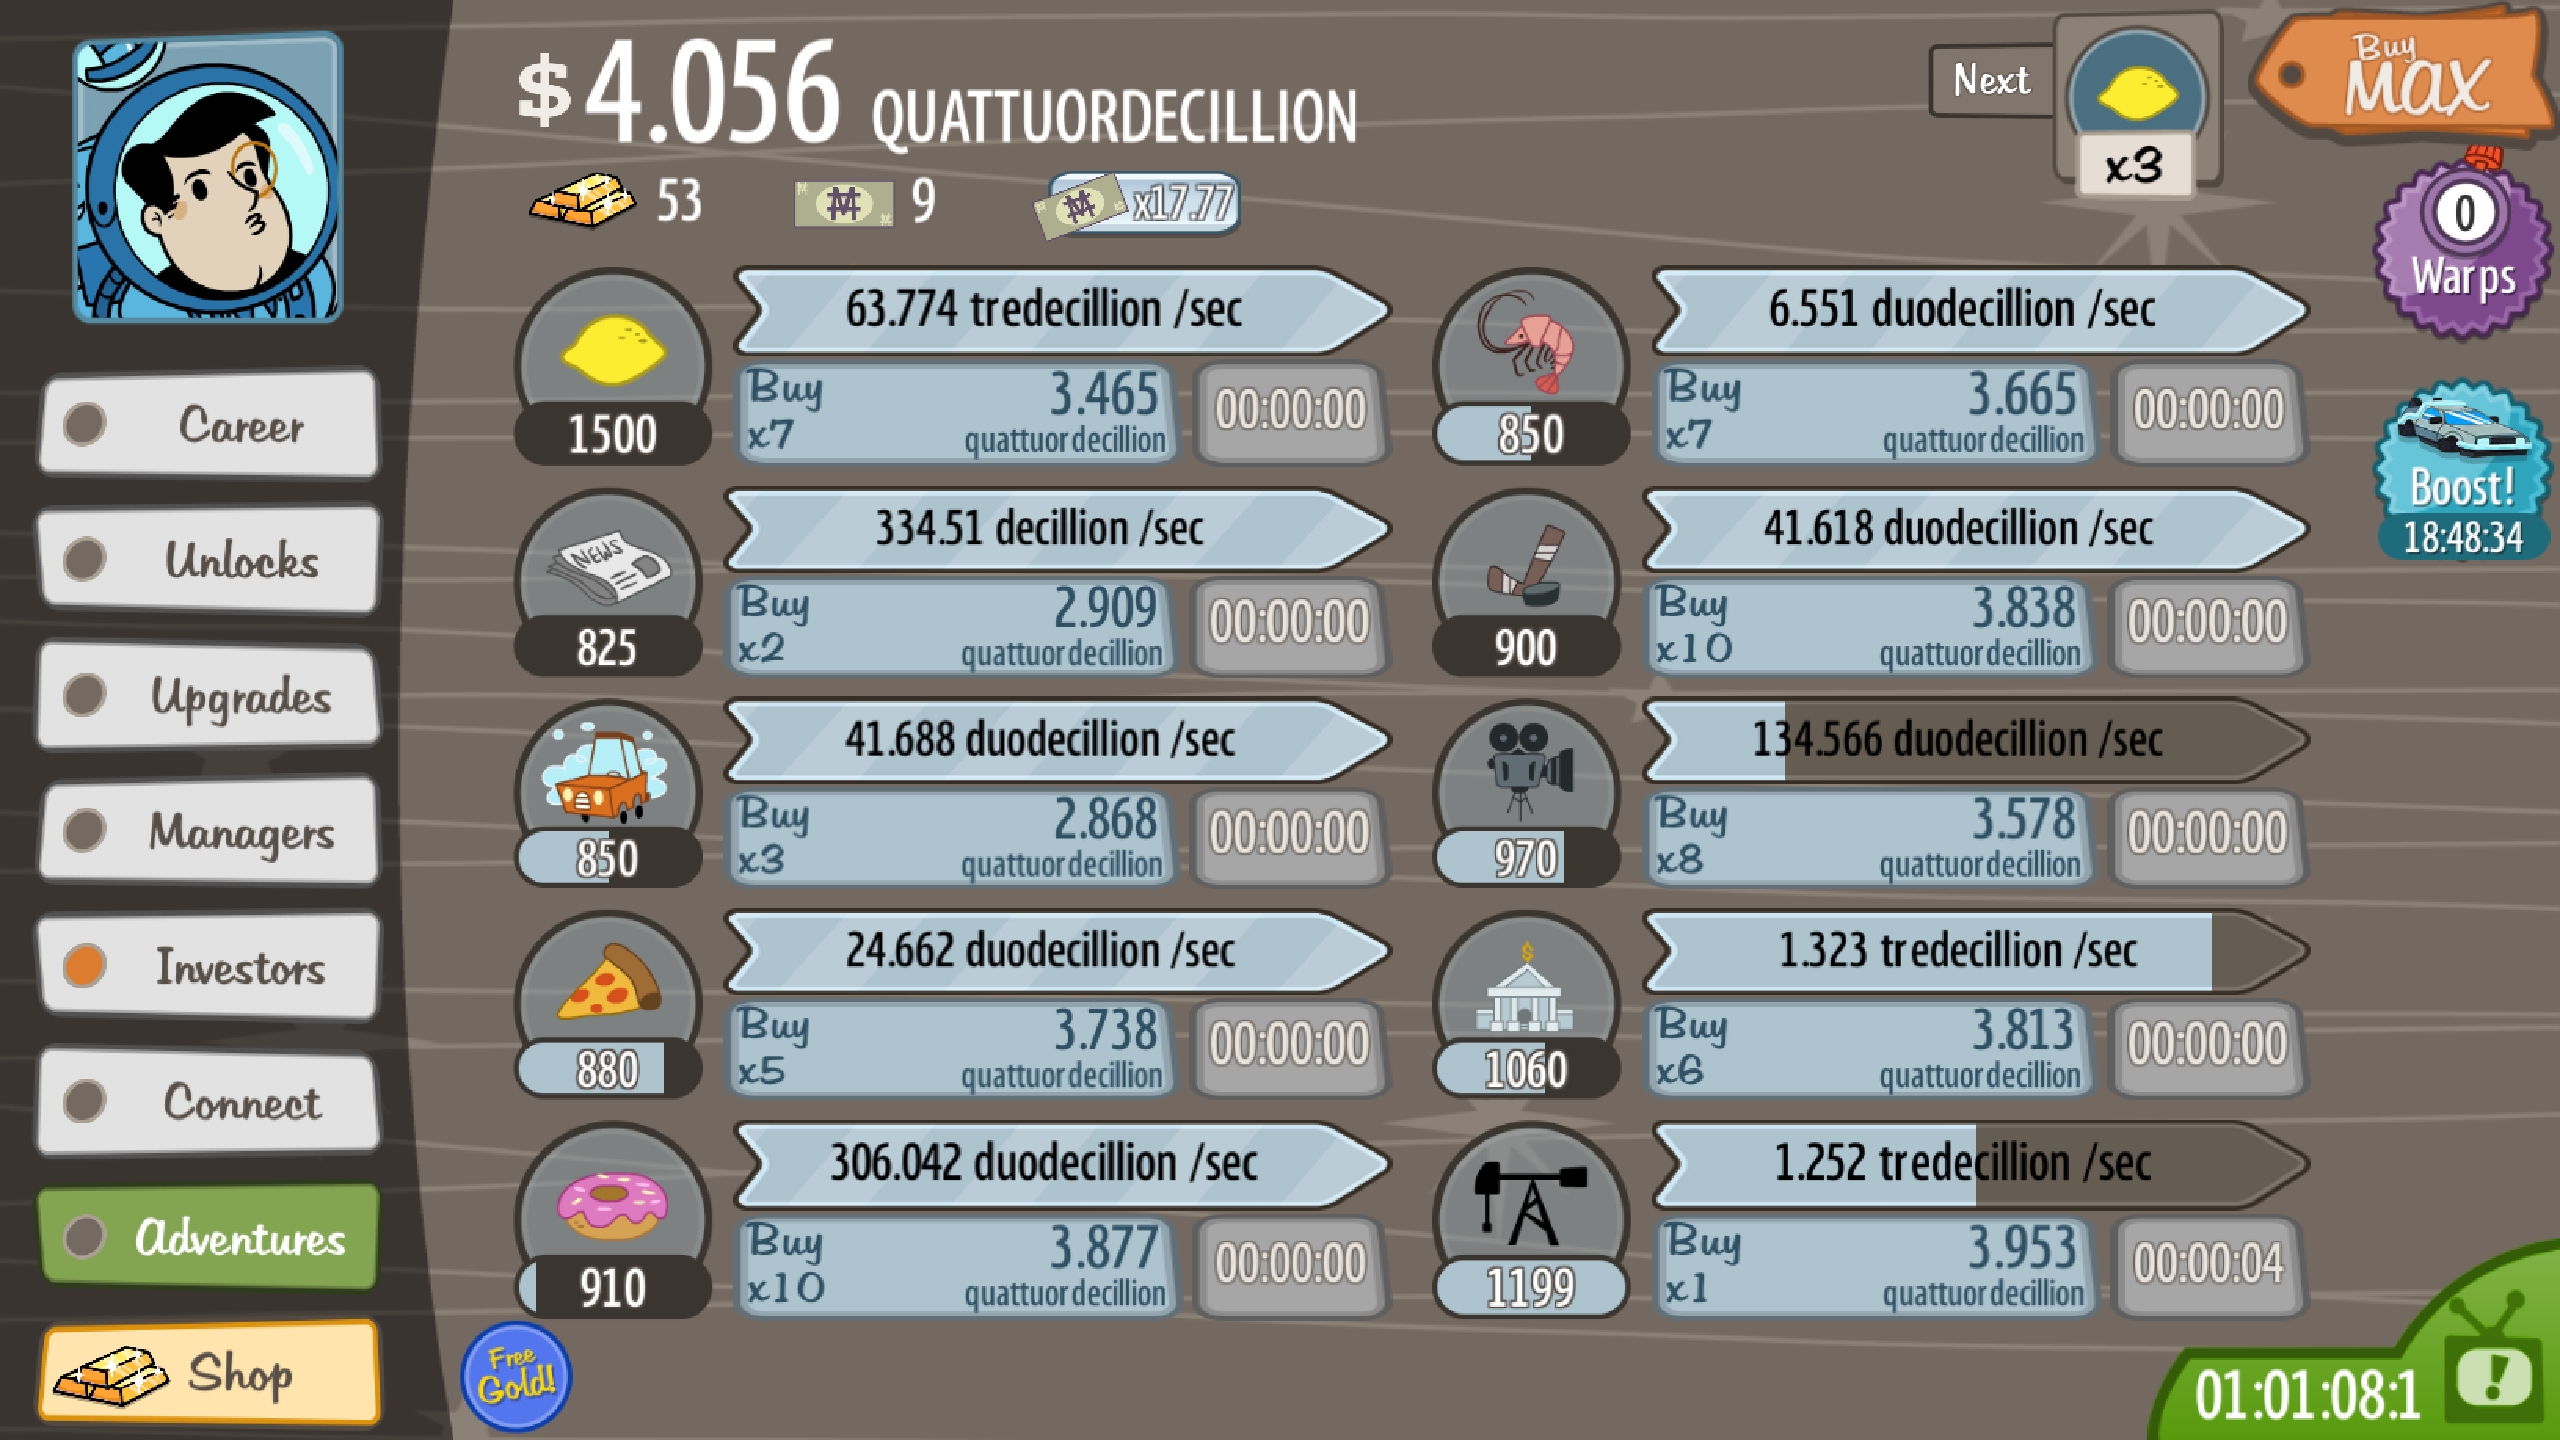 $4.056 QUATTUORDECILLION
Next
x3
Buy
MAX
53
9
x17.77
0
Warps
Boost!
18:48:34
Career
Unlocks
Upgrades
Managers
Investors
Connect
Adventures
Shop
63.774 tredecillion /sec
1500
Buy
x7
3.465
quattuordecillion
00:00:00
6.551 duodecillion /sec
850
Buy
x7
3.665
quattuordecillion
00:00:00
NEWS
334.51 decillion /sec
825
Buy
x2
2.909
quattuordecillion
00:00:00
41.618 duodecillion /sec
900
Buy
x10
3.838
quattuordecillion
00:00:00
41.688 duodecillion /sec
850
Buy
x3
2.868
quattuordecillion
00:00:00
134.566 duodecillion /sec
970
Buy
x8
3.578
quattuordecillion
00:00:00
24.662 duodecillion /sec
880
Buy
x5
3.738
quattuordecillion
00:00:00
$
1.323 tredecillion /sec
1060
Buy
x6
3.813
quattuordecillion
00:00:00
306.042 duodecillion /sec
910
Buy
x10
3.877
quattuordecillion
00:00:00
1.252 tredecillion /sec
1199
Buy
x1
3.953
quattuordecillion
00:00:04
Free
Gold!
01:01:08:1
!